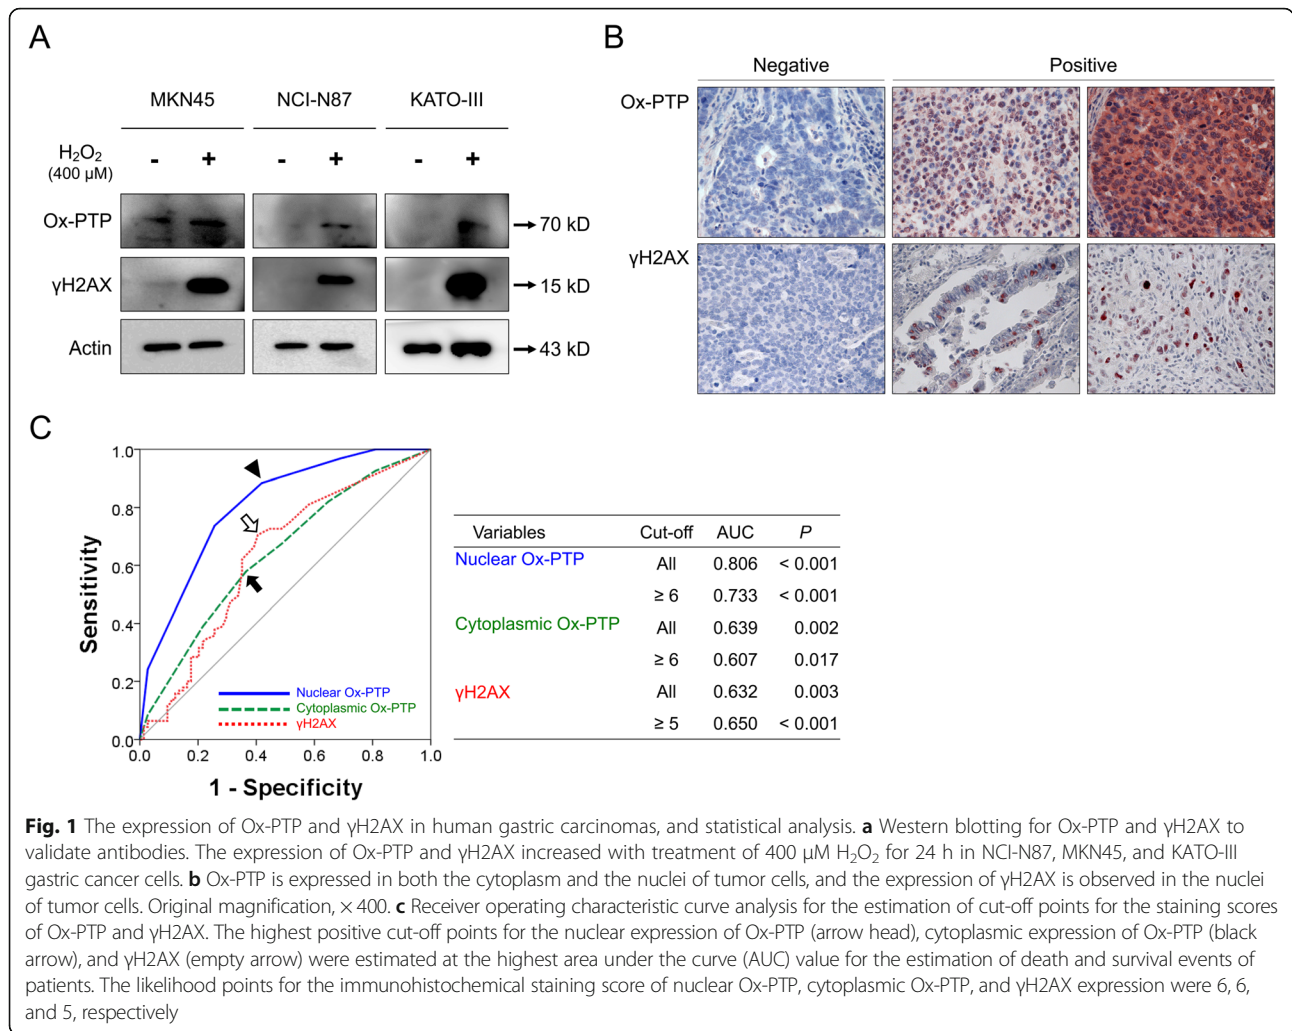 A
MKN45 NCI-N87 KATO-III
H₂O₂
(400 µM)
- + - + - +
Ox-PTP → 70 kD
γH2AX → 15 kD
Actin → 43 kD
B
Negative Positive
Ox-PTP
γH2AX
C
1.0
0.8
0.6
0.4
0.2
0.0
0.0 0.2 0.4 0.6 0.8 1.0
Sensitivity
1 - Specificity
Nuclear Ox-PTP
Cytoplasmic Ox-PTP
γH2AX
Variables Cut-off AUC P
Nuclear Ox-PTP All 0.806 < 0.001
≥ 6 0.733 < 0.001
Cytoplasmic Ox-PTP All 0.639 0.002
≥ 6 0.607 0.017
γH2AX All 0.632 0.003
≥ 5 0.650 < 0.001
Fig. 1 The expression of Ox-PTP and γH2AX in human gastric carcinomas, and statistical analysis. a Western blotting for Ox-PTP and γH2AX to
validate antibodies. The expression of Ox-PTP and γH2AX increased with treatment of 400 µM H₂O₂ for 24 h in NCI-N87, MKN45, and KATO-III
gastric cancer cells. b Ox-PTP is expressed in both the cytoplasm and the nuclei of tumor cells, and the expression of γH2AX is observed in the nuclei
of tumor cells. Original magnification, × 400. c Receiver operating characteristic curve analysis for the estimation of cut-off points for the staining scores
of Ox-PTP and γH2AX. The highest positive cut-off points for the nuclear expression of Ox-PTP (arrow head), cytoplasmic expression of Ox-PTP (black
arrow), and γH2AX (empty arrow) were estimated at the highest area under the curve (AUC) value for the estimation of death and survival events of
patients. The likelihood points for the immunohistochemical staining score of nuclear Ox-PTP, cytoplasmic Ox-PTP, and γH2AX expression were 6, 6,
and 5, respectively